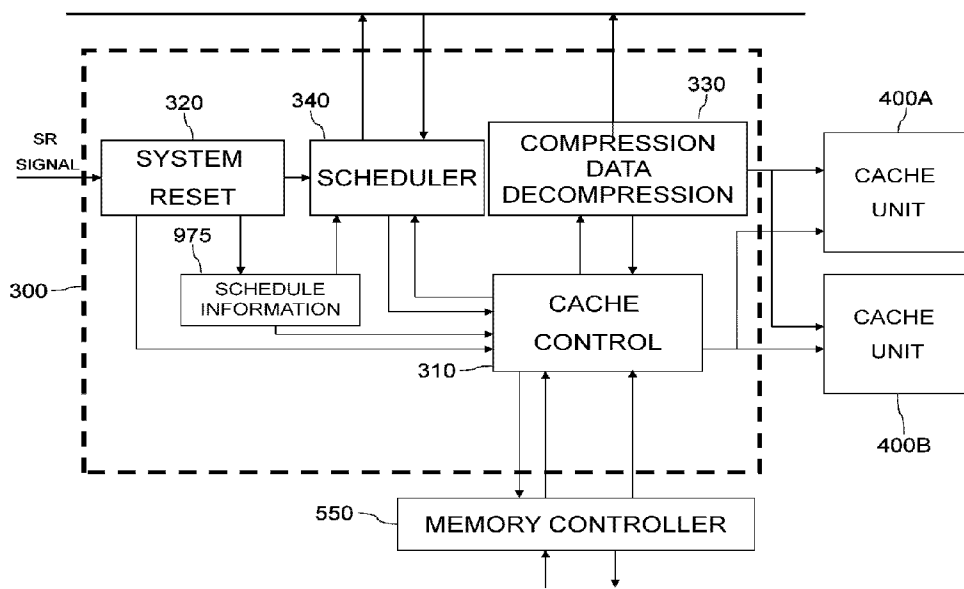 320
340
330
400A
SR
SIGNAL
SYSTEM
RESET
SCHEDULER
COMPRESSION
DATA
DECOMPRESSION
CACHE
UNIT
975
300
SCHEDULE
INFORMATION
CACHE
CONTROL
CACHE
UNIT
310
400B
550
MEMORY CONTROLLER